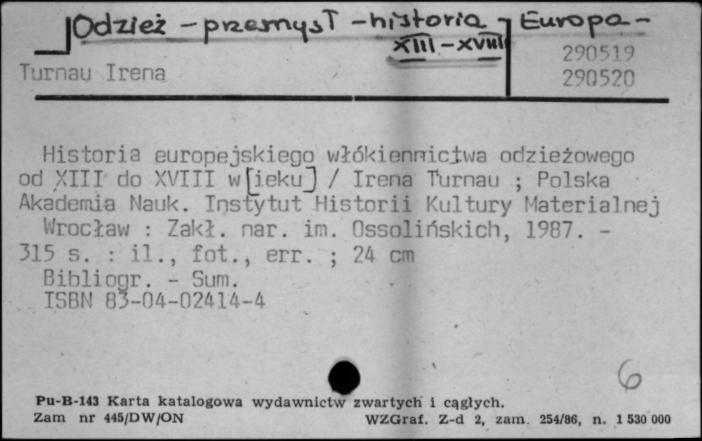 Odzież - przemysł - historia - Europa -
XIII - XVIII
290519
Turnau Irena
290520
Historia europejskiego włókiennictwa odzieżowego
od XIII do XVIII w[ieku] / Irena Turnau ; Polska
Akademia Nauk. Instytut Historii Kultury Materialnej
Wrocław : Zakł. nar. im. Ossolińskich, 1987. -
315 s. : il., fot., err. ; 24 cm
Bibliogr. - Sum.
ISBN 83-04-02414-4
6
Pu-B-143 Karta katalogowa wydawnictw zwartych i cągłych.
Zam nr 445/DW/ON WZGraf. Z-d 2, zam. 254/86, n. 1 530 000